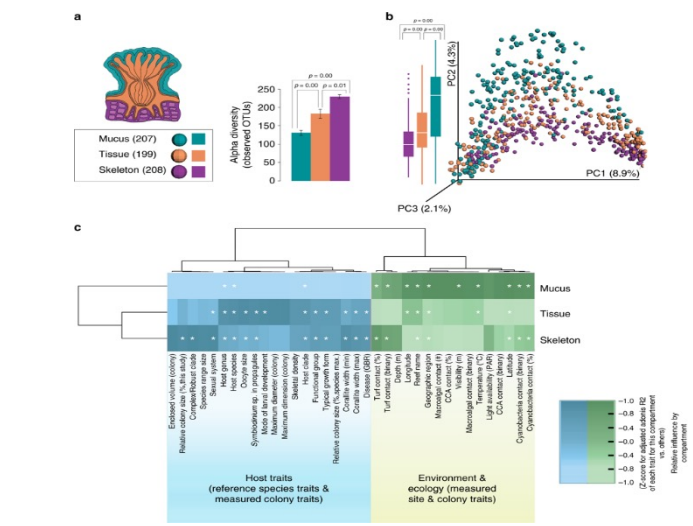 a
Mucus (207)
Tissue (199)
Skeleton (208)
p = 0.00
p = 0.00 p = 0.01
Alpha diversity
(observed OTUs)
250
200
150
100
50
0
b
p = 0.00
p = 0.00 p = 0.00
PC2 (4.3%)
PC1 (8.9%)
PC3 (2.1%)
c
Mucus
Tissue
Skeleton
Enclosed volume (colony)
Relative colony size (%, this study)
Complex/Robust clade
Species range size
Sexual system
Host genus
Host species
Oocyte size
Symbiodinium sp. in propagules
Mode of larval development
Maximum diameter (colony)
Maximum dimension (colony)
Skeletal density
Host clade
Functional group
Typical growth form
Relative colony size (%, species max.)
Corallite width (min)
Corallite width (max)
Disease (GBR)
Turf contact (%)
Turf contact (binary)
Depth (m)
Longitude
Reef name
Geographic region
Macroalgal contact (#)
CCA contact (%)
Visibility (m)
Macroalgal contact (binary)
Temperature (°C)
Light availability (PAR)
CCA contact (binary)
Latitude
Cyanobacteria contact (binary)
Cyanobacteria contact (%)
Host traits
(reference species traits &
measured colony traits)
Environment &
ecology (measured
site & colony traits)
–1.0
–0.8
–0.4
0.0
–0.4
–0.8
–1.0
(Z-score for adjusted adonis R2
of each trait for this compartment
vs. others)
Relative influence by
compartment